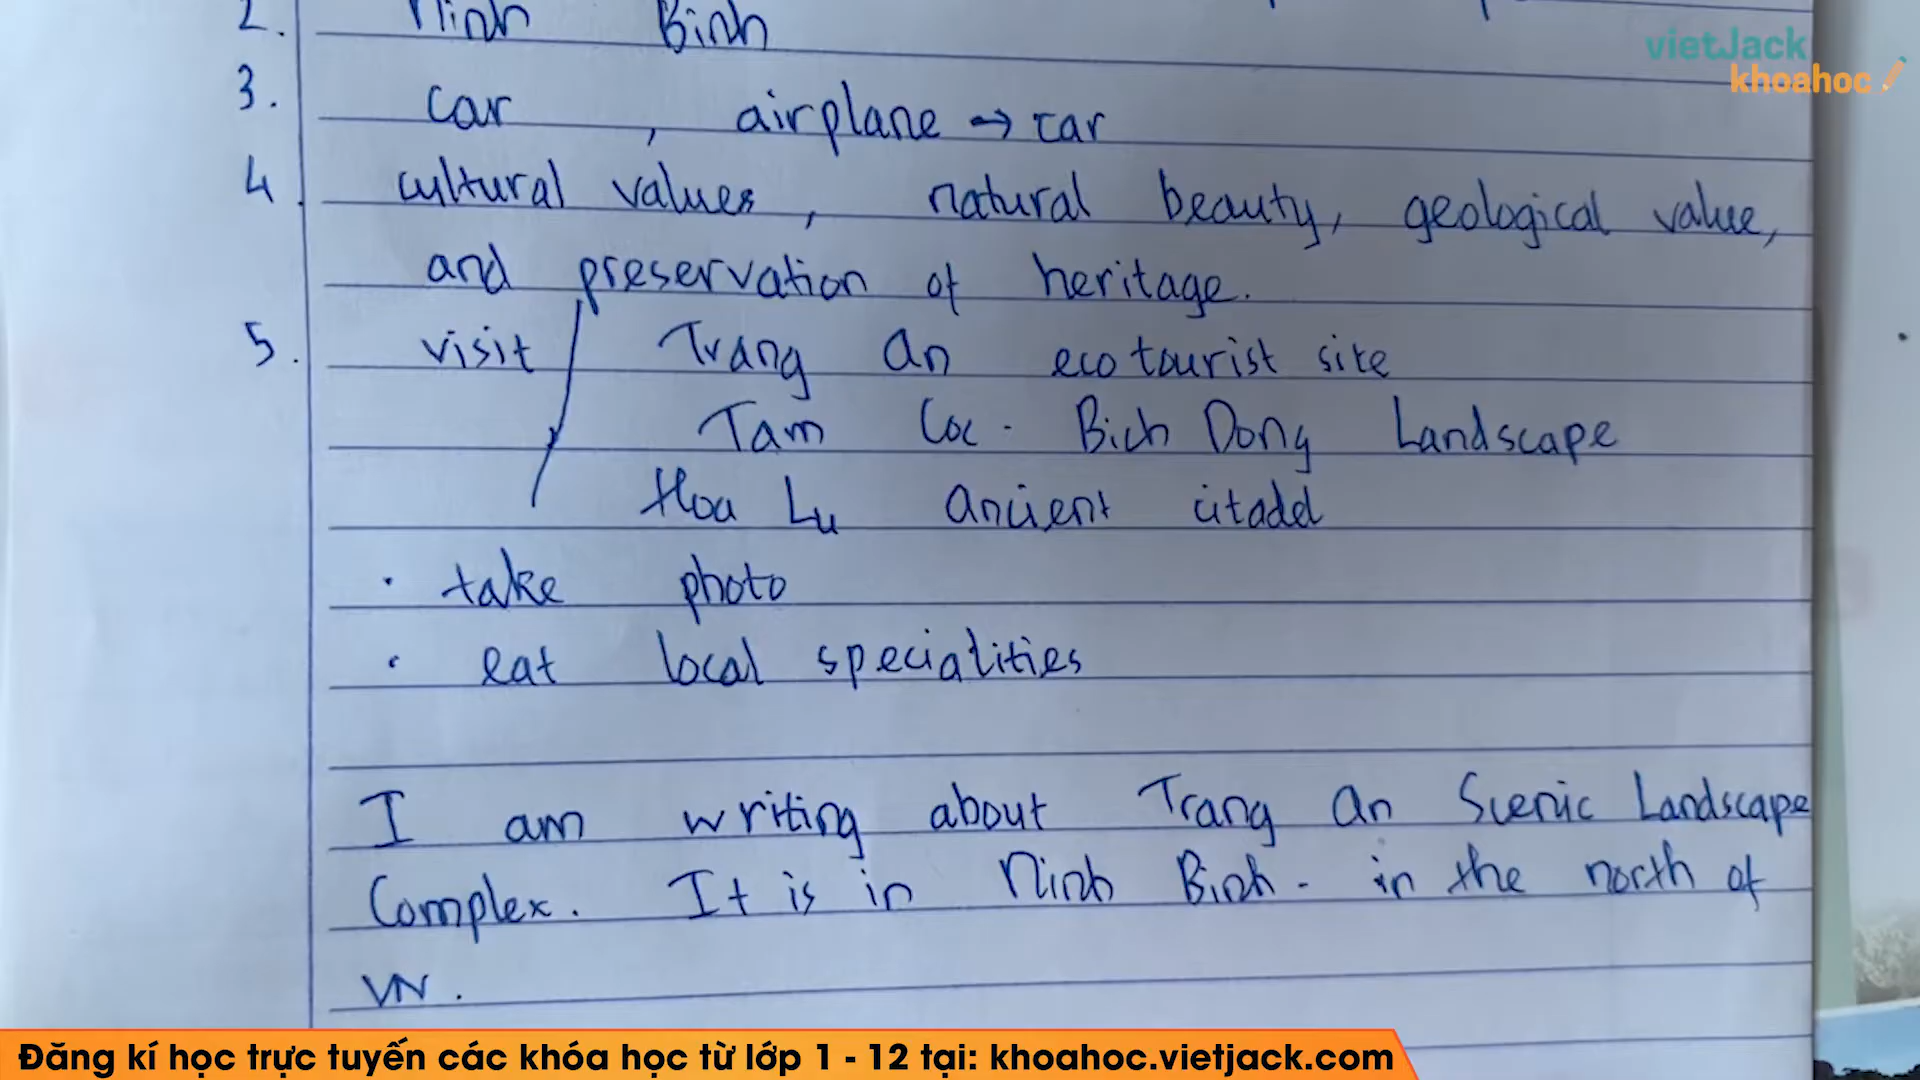 2. Ninh Binh
vietJack
khoahoc
3. car, airplane → car
4. cultural values, natural beauty, geological value,
and preservation of heritage.
5. visit / Trang An eco tourist site
Tam Coc - Bich Dong Landscape
Hoa Lu Ancient citadel
· take photo
· eat local specialities
I am writing about Trang An Scenic Landscape
Complex. It is in Ninh Binh - in the north of
VN.
Đăng kí học trực tuyến các khóa học từ lớp 1 - 12 tại: khoahoc.vietjack.com